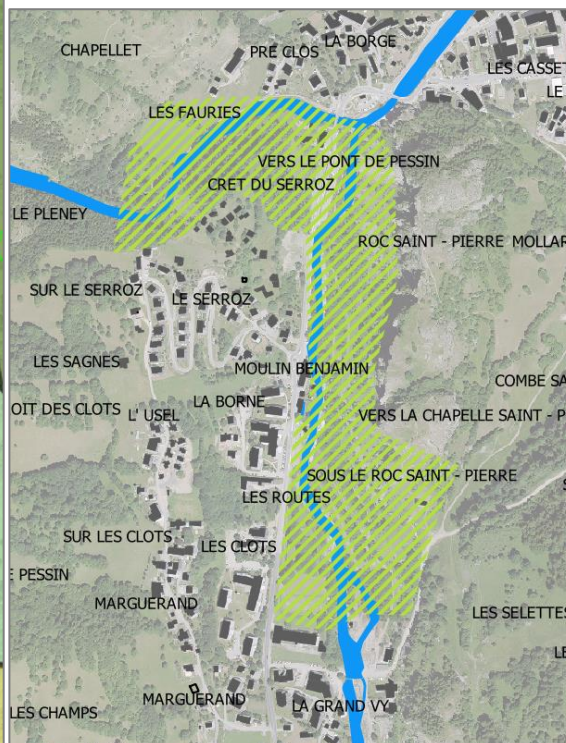 CHAPELLET
PRE CLOS
LA BORGE
LES CASSET
LE
LES FAURIES
VERS LE PONT DE PESSIN
CRET DU SERROZ
LE PLENEY
ROC SAINT - PIERRE MOLLAR
SUR LE SERROZ
LE SERROZ
LES SAGNES
MOULIN BENJAMIN
COMBE SA
OIT DES CLOTS
L' USEL
LA BORNE
VERS LA CHAPELLE SAINT - P
SOUS LE ROC SAINT - PIERRE
LES ROUTES
SUR LES CLOTS
LES CLOTS
E PESSIN
MARGUERAND
LES SELETTES
LE
MARGUERAND
LA GRAND VY
LES CHAMPS